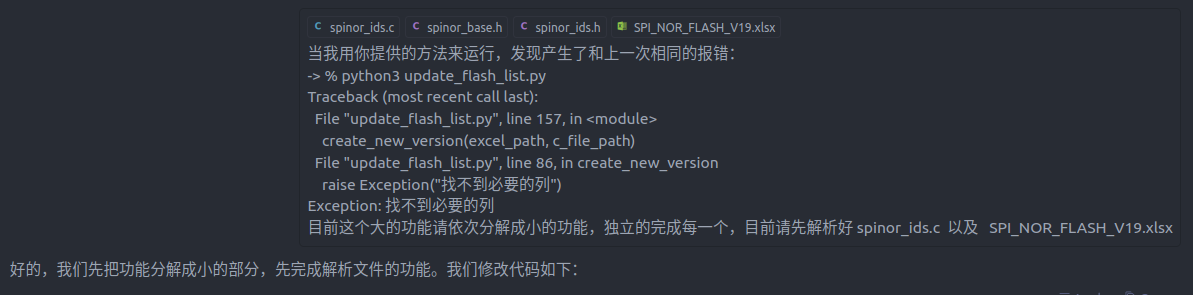 C spinor_ids.c C spinor_base.h C spinor_ids.h SPI_NOR_FLASH_V19.xlsx
当我用你提供的方法来运行，发现产生了和上一次相同的报错：
-> % python3 update_flash_list.py
Traceback (most recent call last):
File "update_flash_list.py", line 157, in <module>
create_new_version(excel_path, c_file_path)
File "update_flash_list.py", line 86, in create_new_version
raise Exception("找不到必要的列")
Exception: 找不到必要的列
目前这个大的功能请依次分解成小的功能，独立的完成每一个，目前请先解析好 spinor_ids.c 以及 SPI_NOR_FLASH_V19.xlsx
好的，我们先把功能分解成小的部分，先完成解析文件的功能。我们修改代码如下：